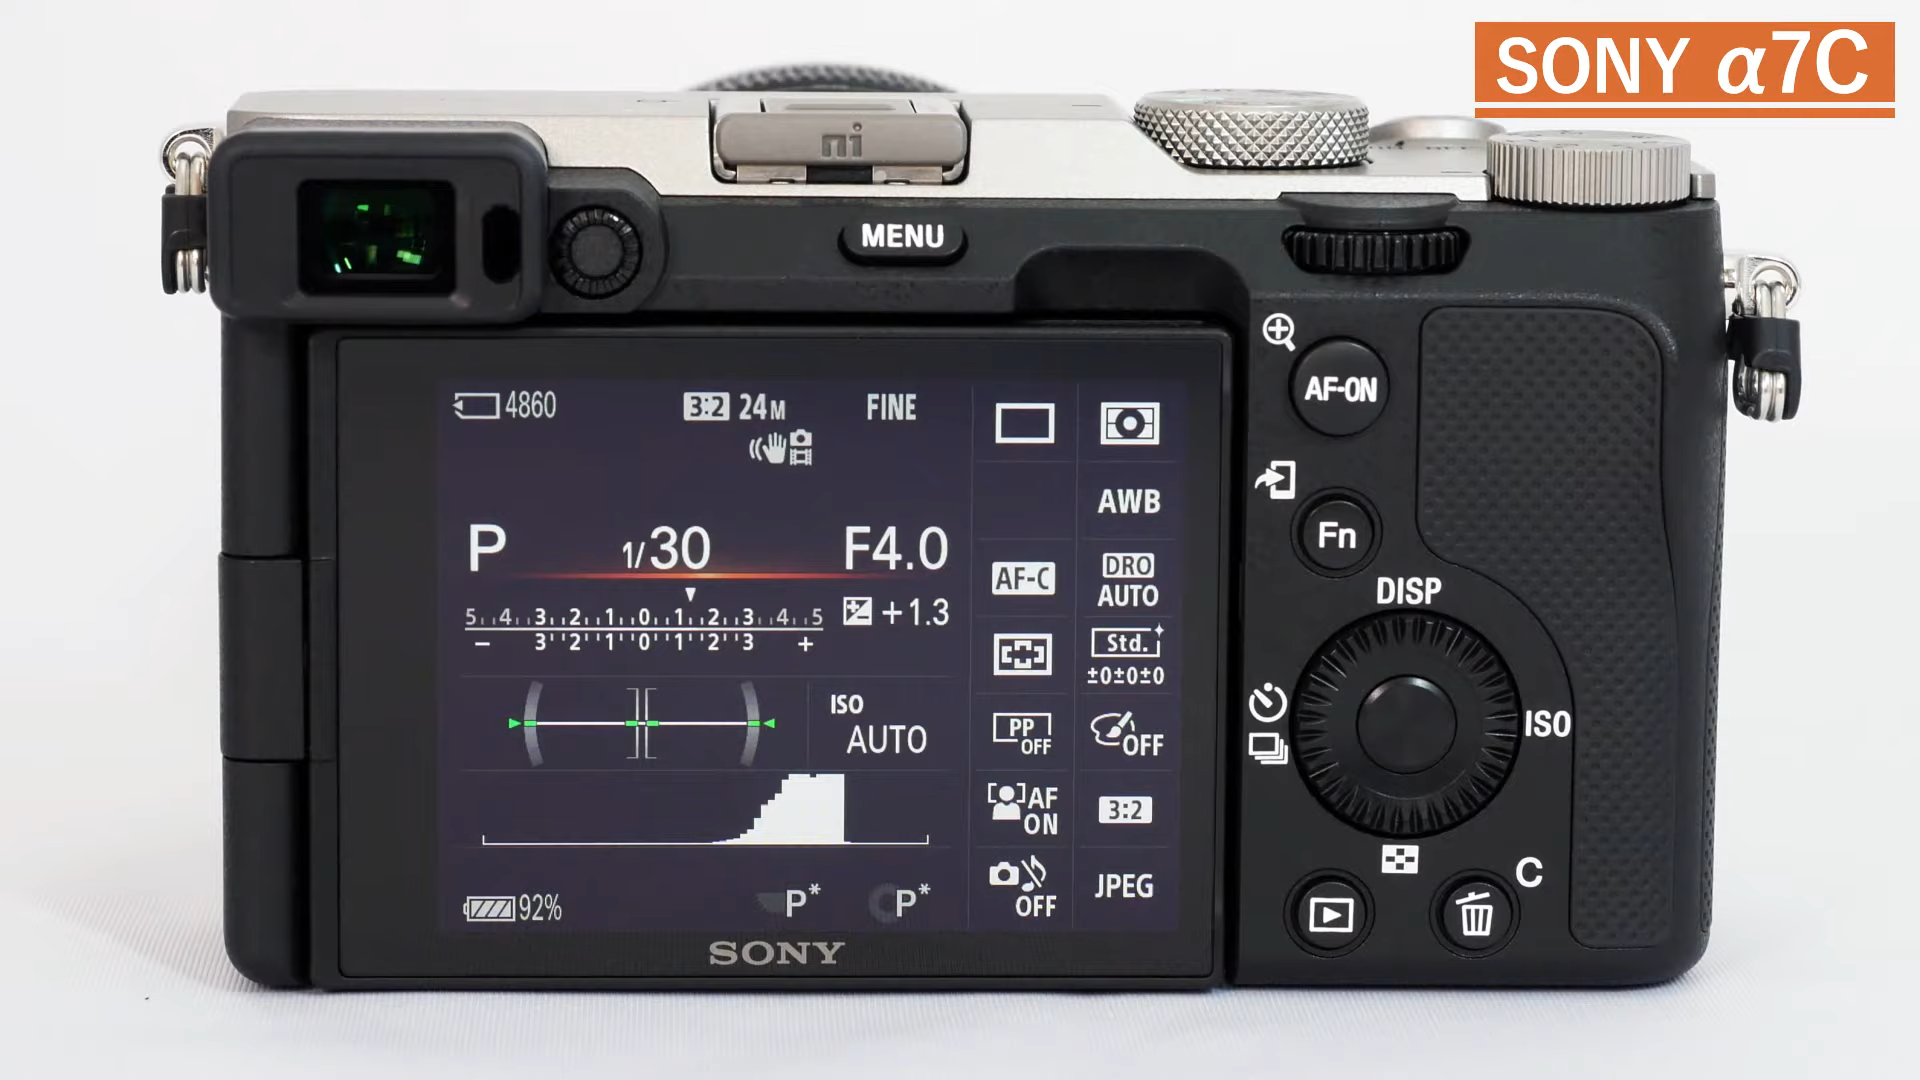 SONY α7C
ni
MENU
4860
3:2 24M
FINE
AF-ON
AWB
Fn
P
1/30
F4.0
AF-C
DRO
AUTO
5 4 3 2 1 0 1 2 3 4 5
+1.3
− 3 2 1 0 1 2 3 +
DISP
Std.
±0±0±0
ISO
AUTO
PP
OFF
OFF
ISO
AF
ON
3:2
92%
P*
P*
OFF
JPEG
C
SONY